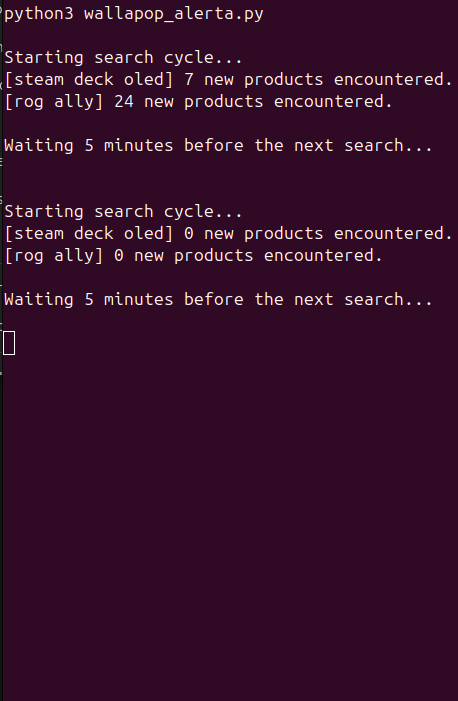 python3 wallapop_alerta.py
Starting search cycle...
[steam deck oled] 7 new products encountered.
[rog ally] 24 new products encountered.
Waiting 5 minutes before the next search...
Starting search cycle...
[steam deck oled] 0 new products encountered.
[rog ally] 0 new products encountered.
Waiting 5 minutes before the next search...